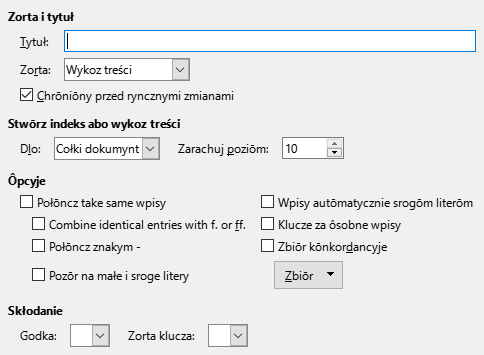 Zorta i tytuł
Tytuł:
Zorta: Wykoz treści
Chrōniōny przed ryncznymi zmianami
Stwōrz indeks abo wykoz treści
Dlo: Cołki dokumynt Zarachuj poziōm: 10
Ôpcyje
Połōncz take same wpisy Wpisy autōmatycznie srogōm literōm
Combine identical entries with f. or ff. Klucze za ôsobne wpisy
Połōncz znakym - Zbiōr kōnkordancyje
Pozōr na małe i sroge litery Zbiōr
Skłodanie
Godka: Zorta klucza: